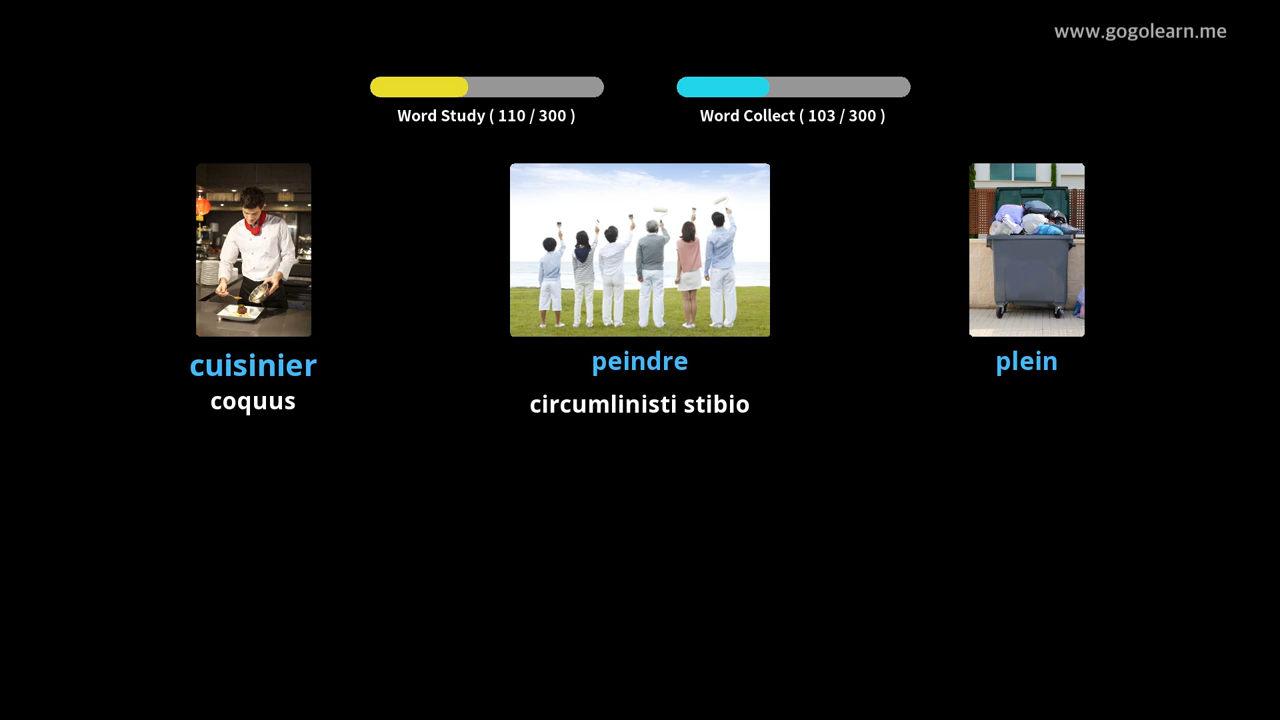 www.gogolearn.me
Word Study ( 110 / 300 )
Word Collect ( 103 / 300 )
cuisinier
coquus
peindre
circumlinisti stibio
plein